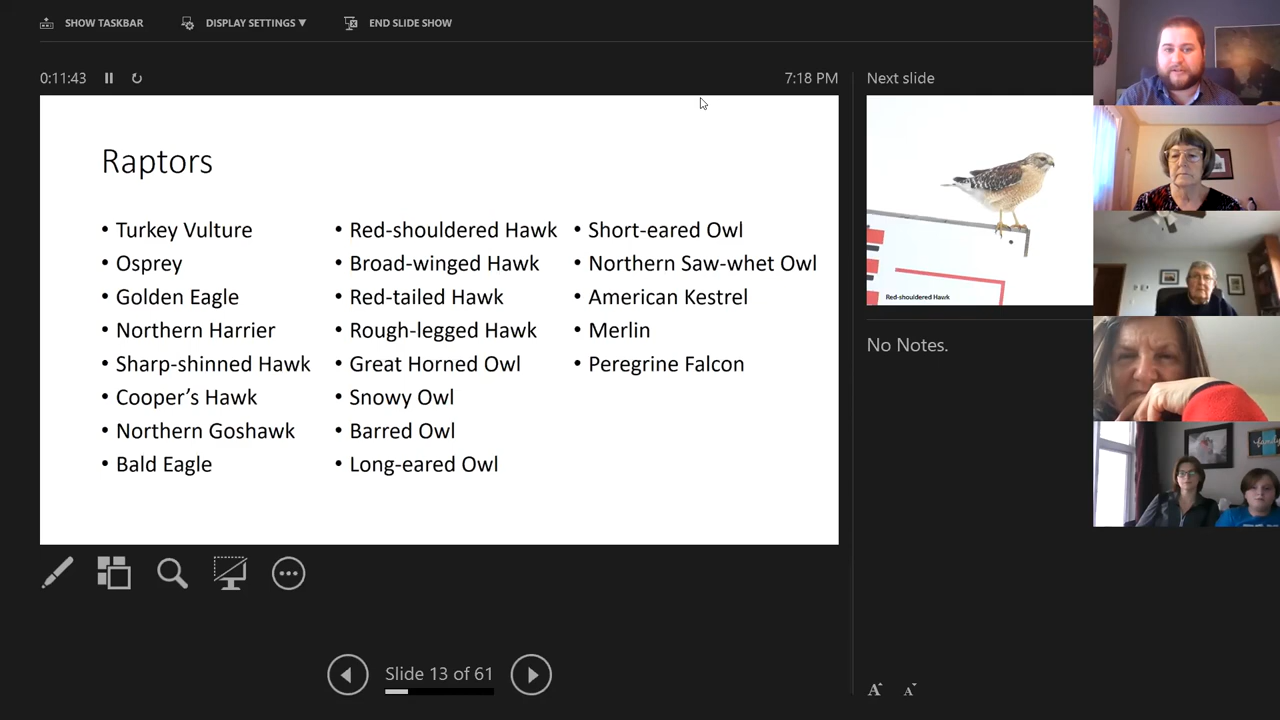 SHOW TASKBAR
DISPLAY SETTINGS ▼
END SLIDE SHOW
0:11:43
7:18 PM
Next slide
Raptors
• Turkey Vulture
• Osprey
• Golden Eagle
• Northern Harrier
• Sharp-shinned Hawk
• Cooper’s Hawk
• Northern Goshawk
• Bald Eagle
• Red-shouldered Hawk
• Broad-winged Hawk
• Red-tailed Hawk
• Rough-legged Hawk
• Great Horned Owl
• Snowy Owl
• Barred Owl
• Long-eared Owl
• Short-eared Owl
• Northern Saw-whet Owl
• American Kestrel
• Merlin
• Peregrine Falcon
Red-shouldered Hawk
No Notes.
Slide 13 of 61
A A